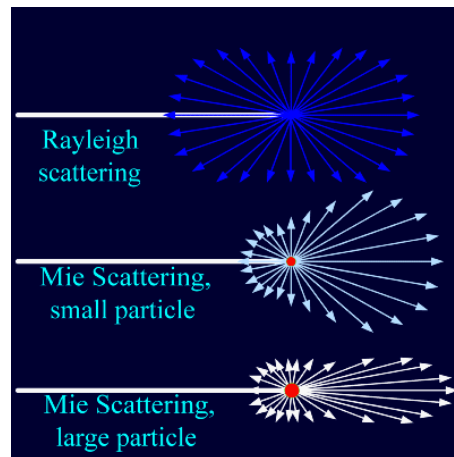 Rayleigh
scattering
Mie Scattering,
small particle
Mie Scattering,
large particle